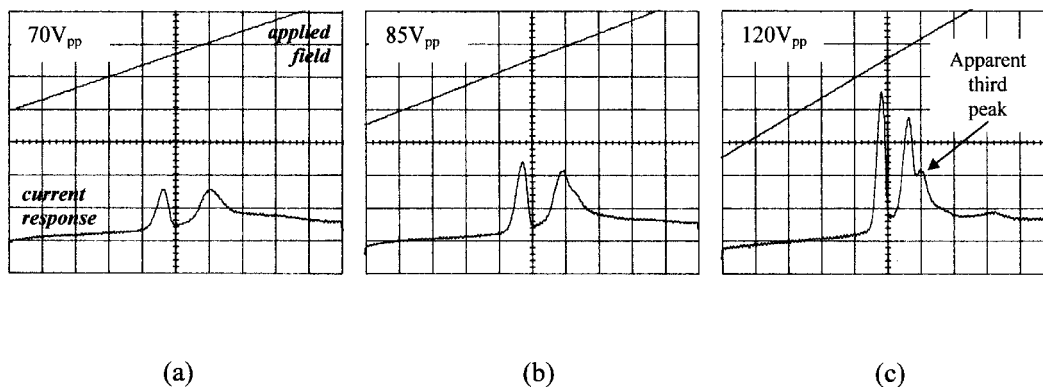 70Vpp
applied
field
current
response
85Vpp
120Vpp
Apparent
third
peak
(a)
(b)
(c)